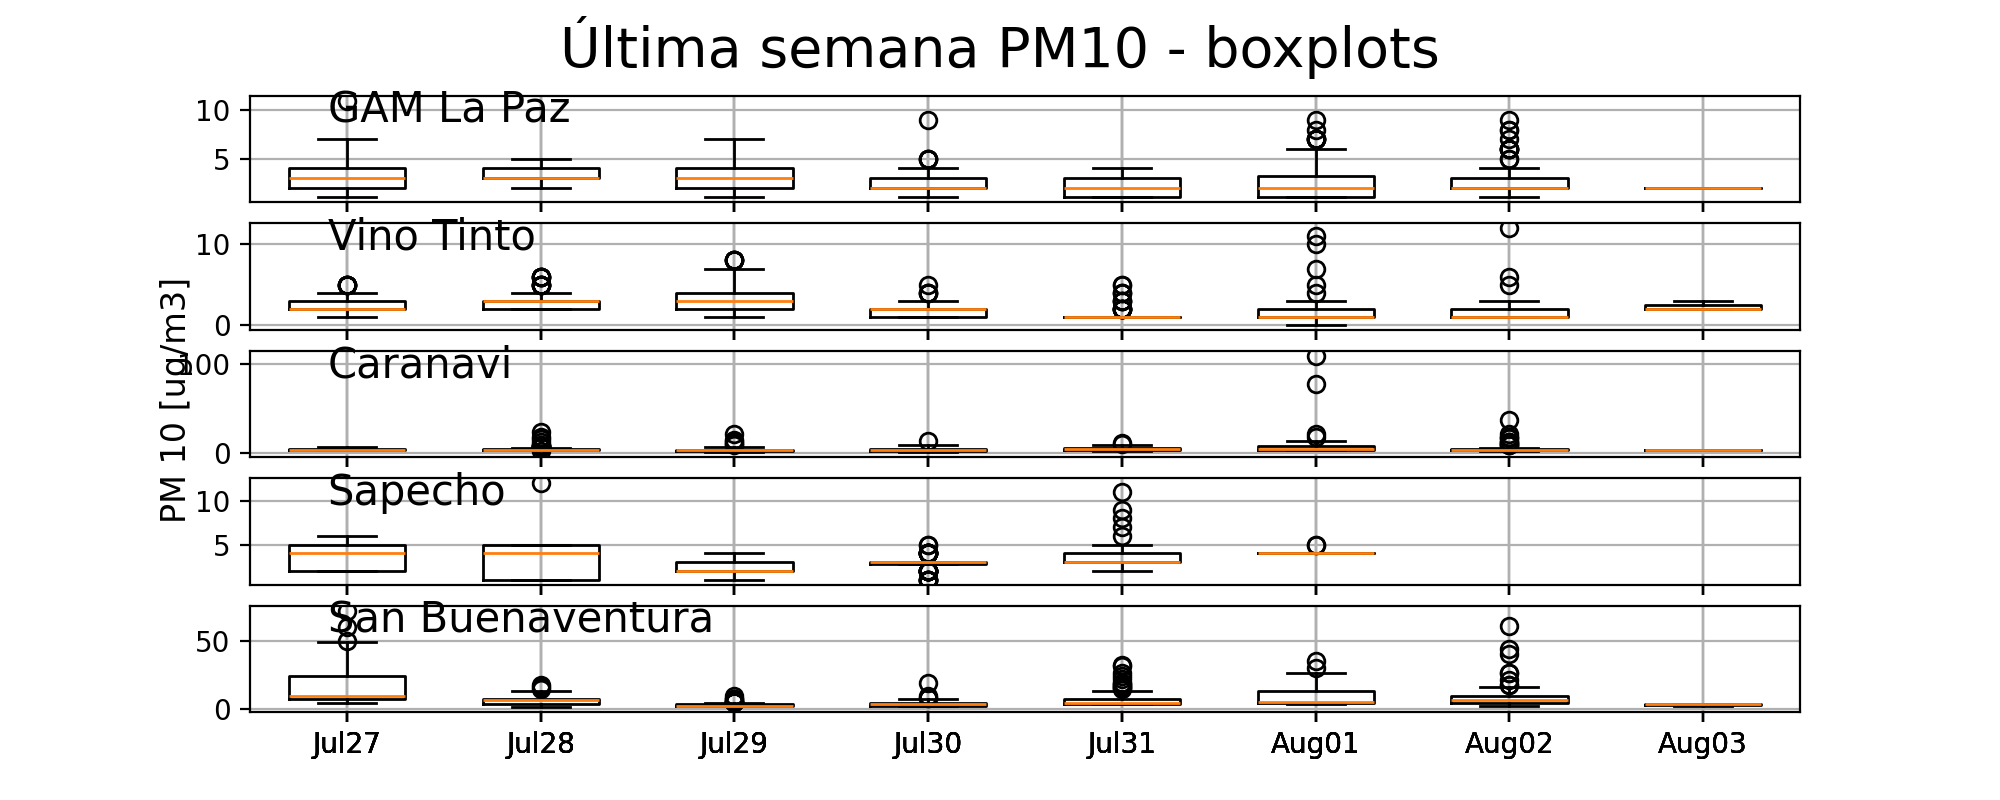 Última semana PM10 - boxplots
GAM La Paz
10
5
Vino Tinto
10
0
PM 10 [ug/m3]
Caranavi
100
0
Sapecho
10
5
San Buenaventura
50
0
Jul27 Jul28 Jul29 Jul30 Jul31 Aug01 Aug02 Aug03